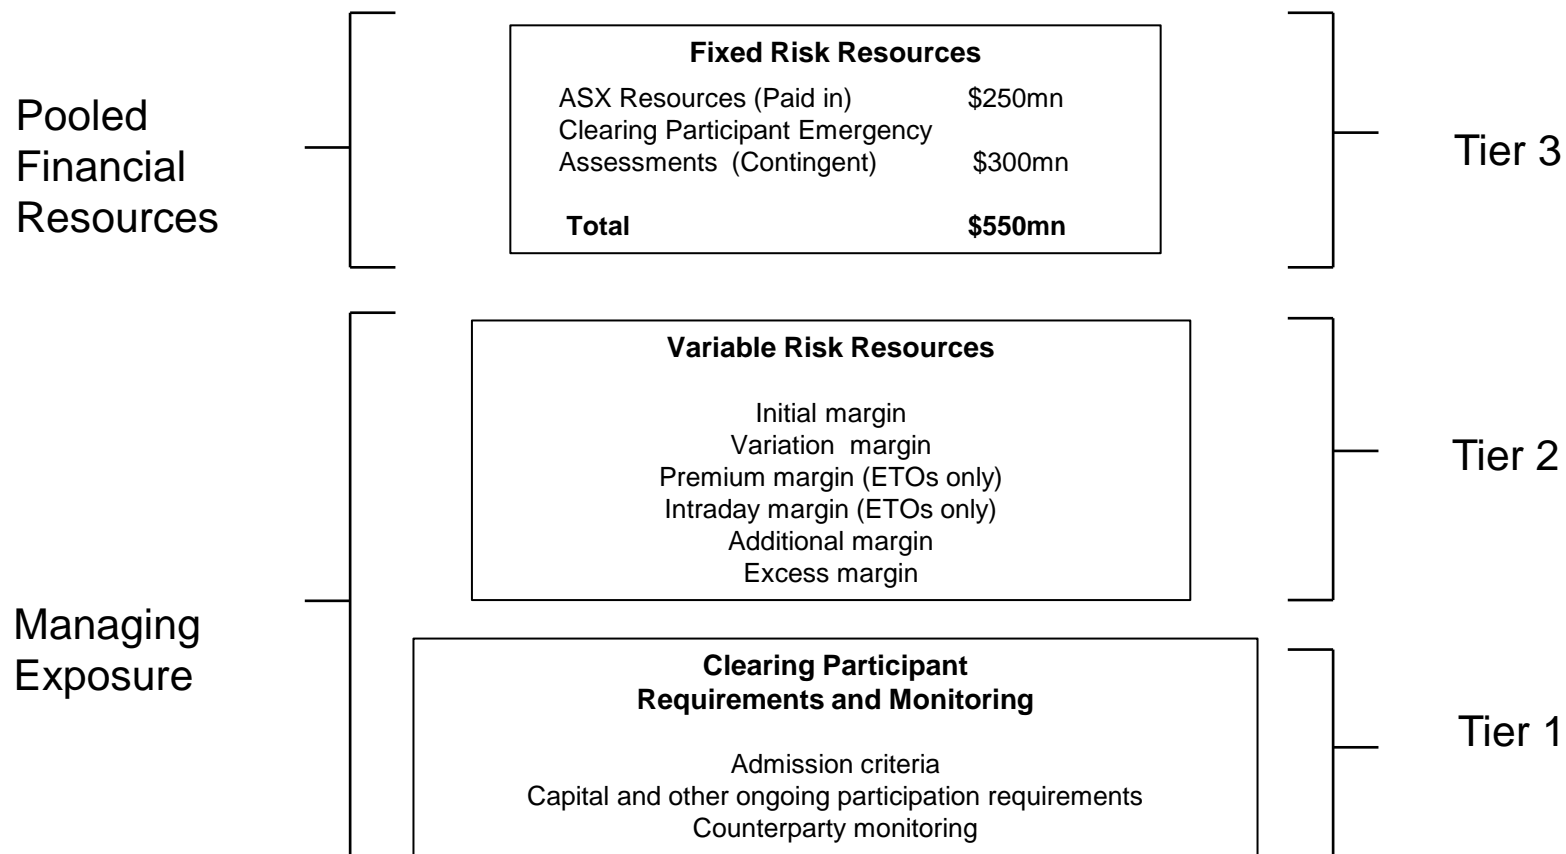 Pooled
Financial
Resources
Fixed Risk Resources
ASX Resources (Paid in) $250mn
Clearing Participant Emergency
Assessments (Contingent) $300mn
Total $550mn
Tier 3
Managing
Exposure
Variable Risk Resources
Initial margin
Variation margin
Premium margin (ETOs only)
Intraday margin (ETOs only)
Additional margin
Excess margin
Tier 2
Clearing Participant
Requirements and Monitoring
Admission criteria
Capital and other ongoing participation requirements
Counterparty monitoring
Tier 1